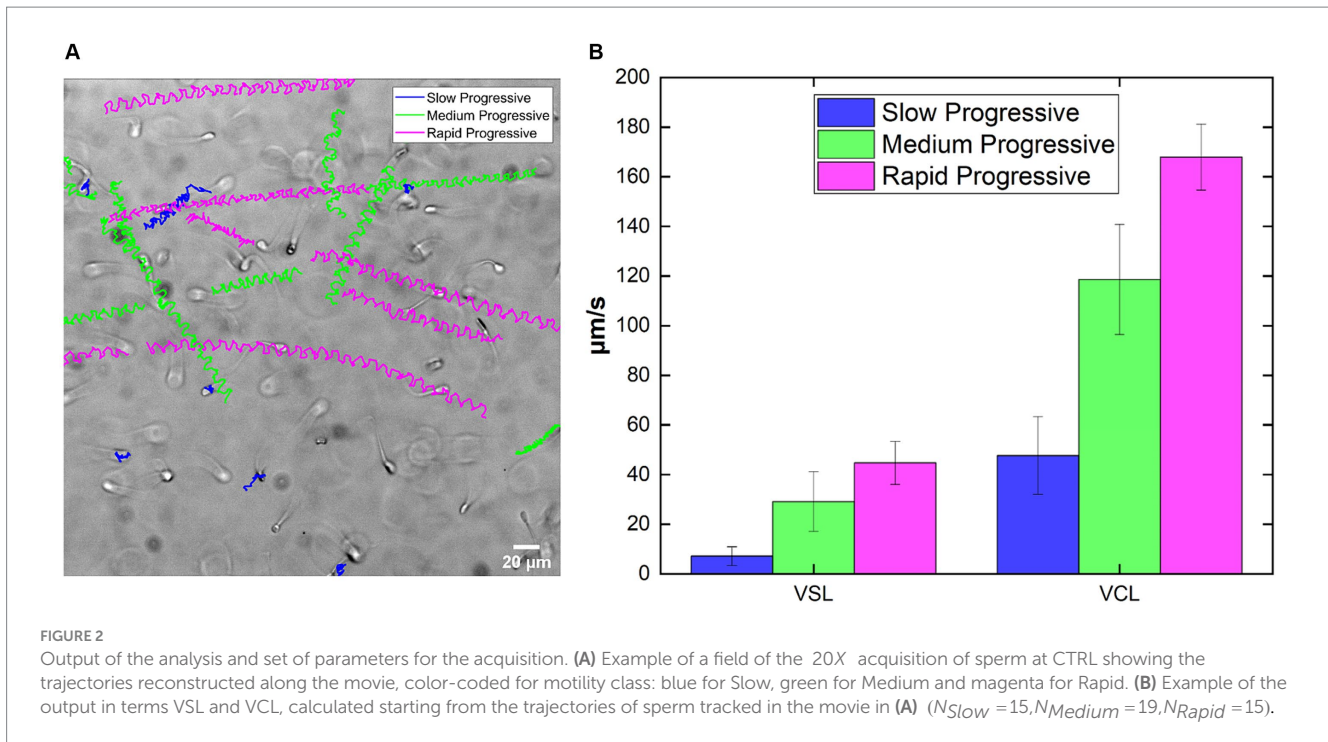 A
Slow Progressive
Medium Progressive
Rapid Progressive
20 µm
B
200
180
160
140
120
100
80
60
40
20
0
µm/s
Slow Progressive
Medium Progressive
Rapid Progressive
VSL
VCL
FIGURE 2
Output of the analysis and set of parameters for the acquisition. (A) Example of a field of the 20X acquisition of sperm at CTRL showing the
trajectories reconstructed along the movie, color-coded for motility class: blue for Slow, green for Medium and magenta for Rapid. (B) Example of the
output in terms VSL and VCL, calculated starting from the trajectories of sperm tracked in the movie in (A) (NSlow =15,NMedium =19,NRapid =15).